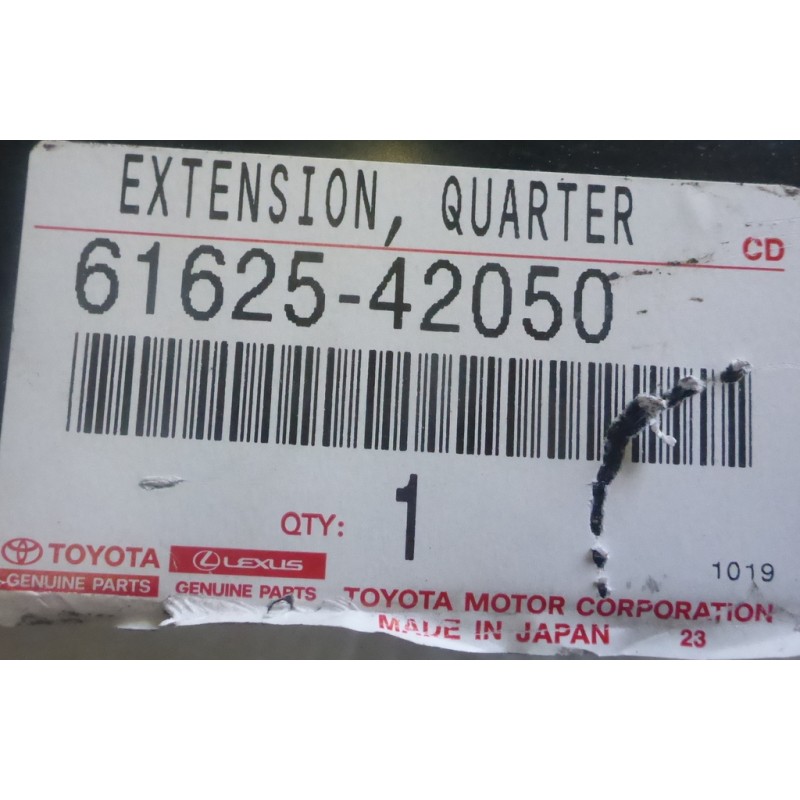 EXTENSION, QUARTER
CD
61625-42050
QTY: 1
TOYOTA
GENUINE PARTS
LEXUS
GENUINE PARTS
1019
TOYOTA MOTOR CORPORATION
MADE IN JAPAN 23